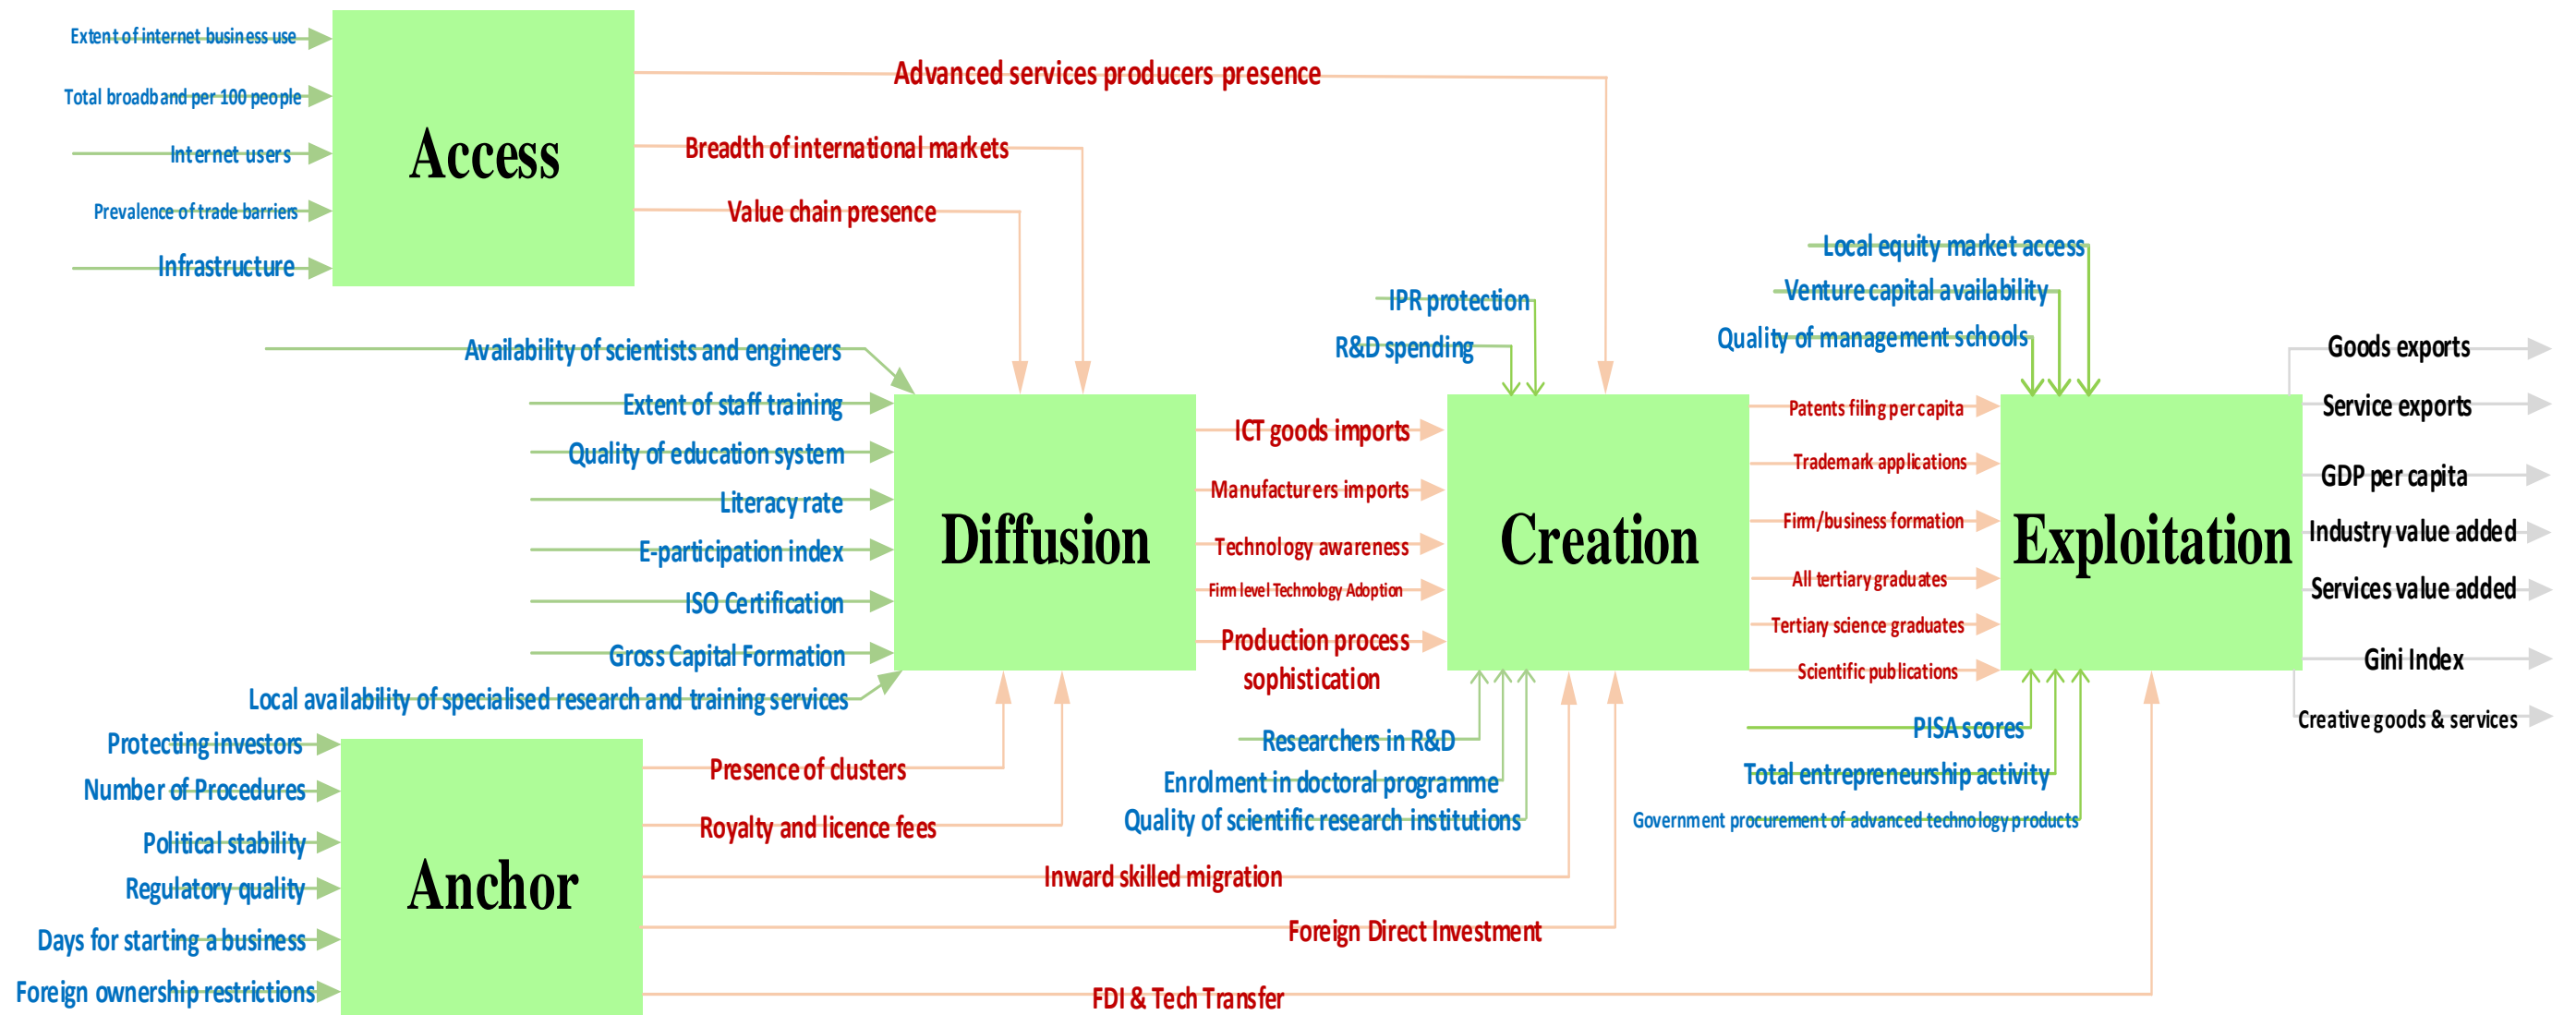 Extent of internet business use
Total broadband per 100 people
Internet users
Prevalence of trade barriers
Infrastructure
Access
Advanced services producers presence
Breadth of international markets
Value chain presence
Availability of scientists and engineers
Extent of staff training
Quality of education system
Literacy rate
E-participation index
ISO Certification
Gross Capital Formation
Local availability of specialised research and training services
Diffusion
Protecting investors
Number of Procedures
Political stability
Regulatory quality
Days for starting a business
Foreign ownership restrictions
Anchor
Presence of clusters
Royalty and licence fees
Inward skilled migration
Foreign Direct Investment
FDI & Tech Transfer
IPR protection
R&D spending
ICT goods imports
Manufacturers imports
Technology awareness
Firm level Technology Adoption
Production process
sophistication
Creation
Researchers in R&D
Enrolment in doctoral programme
Quality of scientific research institutions
Local equity market access
Venture capital availability
Quality of management schools
Patents filing per capita
Trademark applications
Firm/business formation
All tertiary graduates
Tertiary science graduates
Scientific publications
Exploitation
PISA scores
Total entrepreneurship activity
Government procurement of advanced technology products
Goods exports
Service exports
GDP per capita
Industry value added
Services value added
Gini Index
Creative goods & services